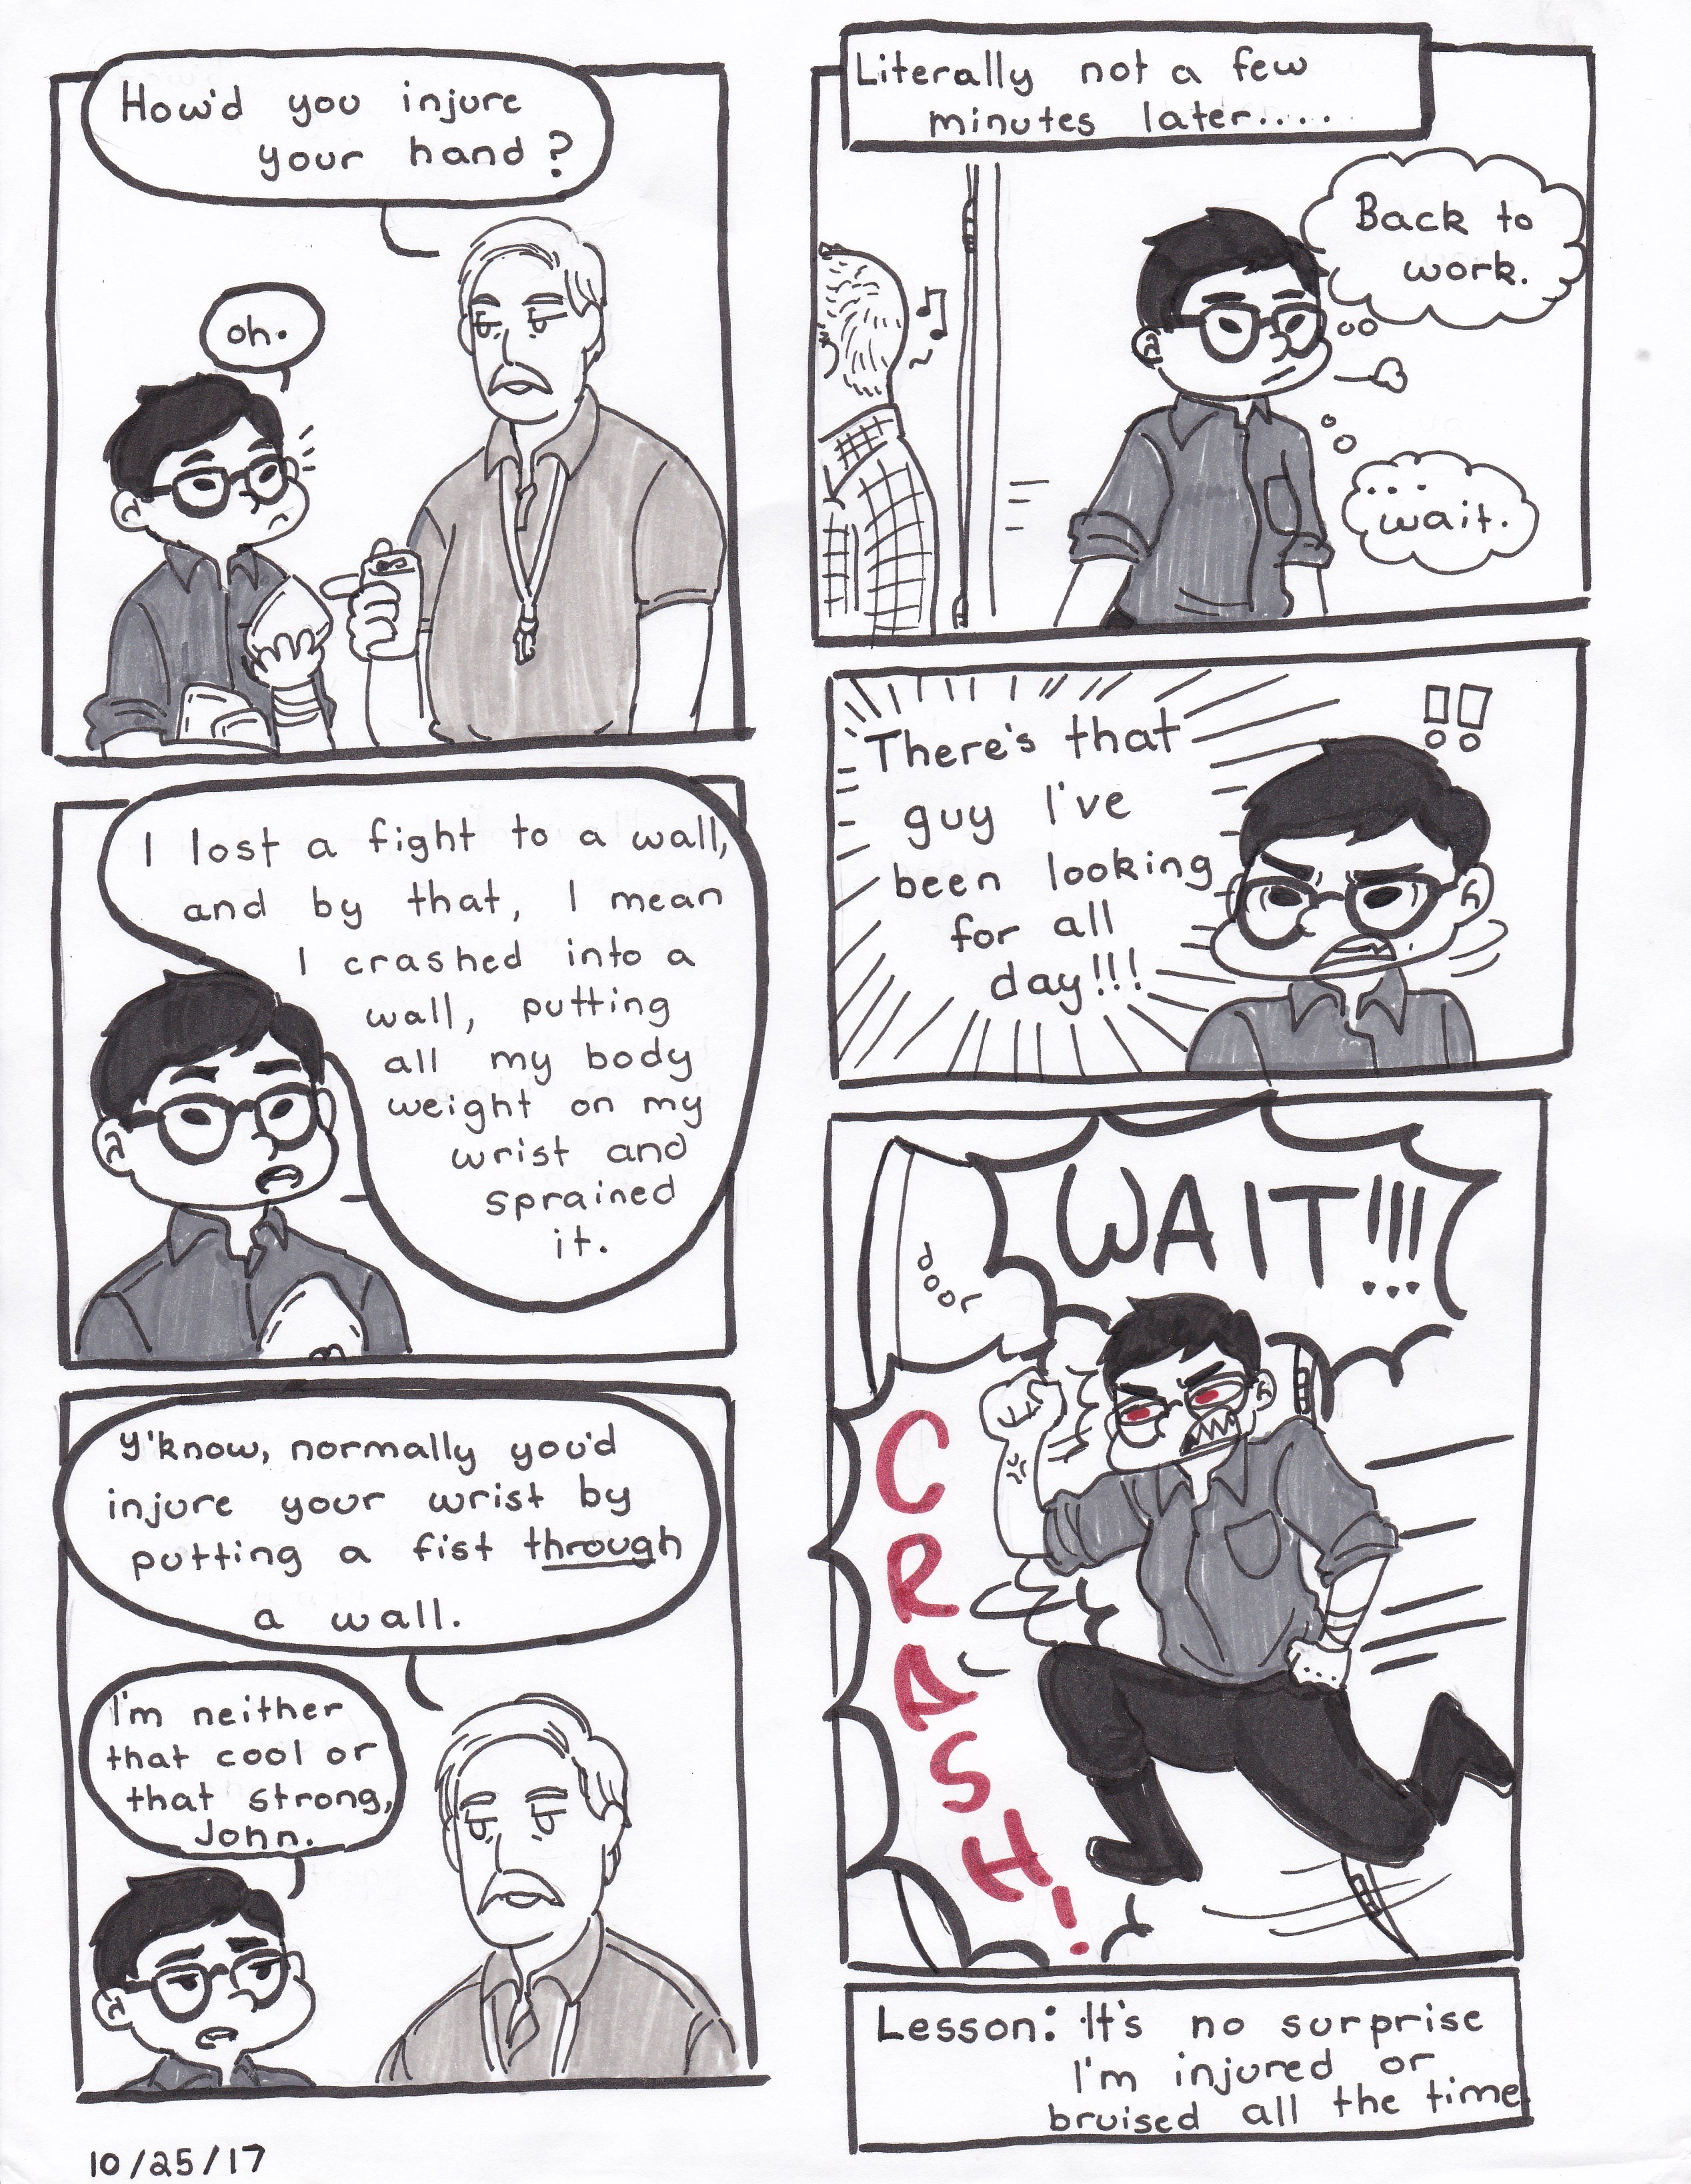 How'd you injure
your hand?
oh.
I lost a fight to a wall,
and by that, I mean
I crashed into a
wall, putting
all my body
weight on my
wrist and
sprained
it.
Y'know, normally you'd
injure your wrist by
putting a fist through
a wall.
I'm neither
that cool or
that strong,
John.
10/25/17
Literally not a few
minutes later.....
Back to
work.
...
wait.
!!
There's that
guy I've
been looking
for all
day!!!
WAIT!!!
door
CRASH!
Lesson: It's no surprise
I'm injured or
bruised all the time.